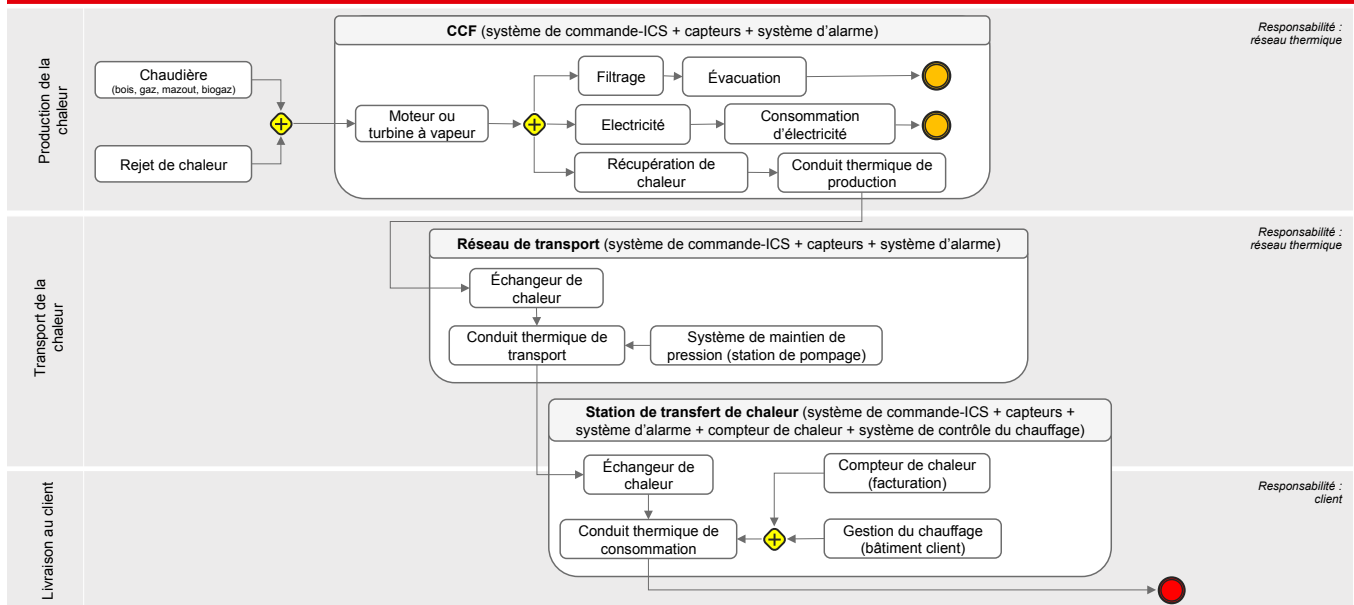 Production de la
chaleur
CCF (système de commande-ICS + capteurs + système d’alarme)
Responsabilité :
réseau thermique
Chaudière
(bois, gaz, mazout, biogaz)
Rejet de chaleur
Moteur ou
turbine à vapeur
Filtrage
Évacuation
Electricité
Consommation
d’électricité
Récupération de
chaleur
Conduit thermique de
production
Transport de la
chaleur
Réseau de transport (système de commande-ICS + capteurs + système d’alarme)
Responsabilité :
réseau thermique
Échangeur de
chaleur
Conduit thermique de
transport
Système de maintien de
pression (station de pompage)
Station de transfert de chaleur (système de commande-ICS + capteurs +
système d’alarme + compteur de chaleur + système de contrôle du chauffage)
Livraison au client
Responsabilité :
client
Échangeur de
chaleur
Compteur de chaleur
(facturation)
Conduit thermique de
consommation
Gestion du chauffage
(bâtiment client)